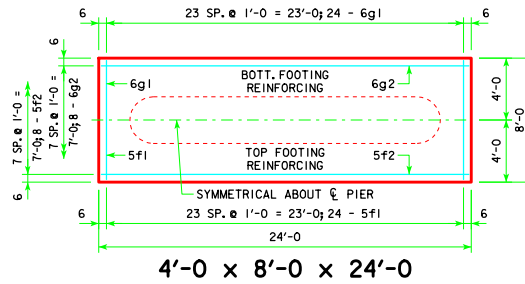 23 SP.@ 1'-0 = 23'-0; 24 - 6g1
6
6
BOTT. FOOTING
REINFORCING
6g1
6g2
6
7 SP.@ 1'-0 =
7'-0; 8 - 5f2
7 SP.@ 1'-0 =
7'-0; 8 - 6g2
6
4'-0
4'-0
8'-0
TOP FOOTING
REINFORCING
5f1
5f2
SYMMETRICAL ABOUT ℄ PIER
6
23 SP.@ 1'-0 = 23'-0; 24 - 5f1
6
24'-0
4'-0 x 8'-0 x 24'-0